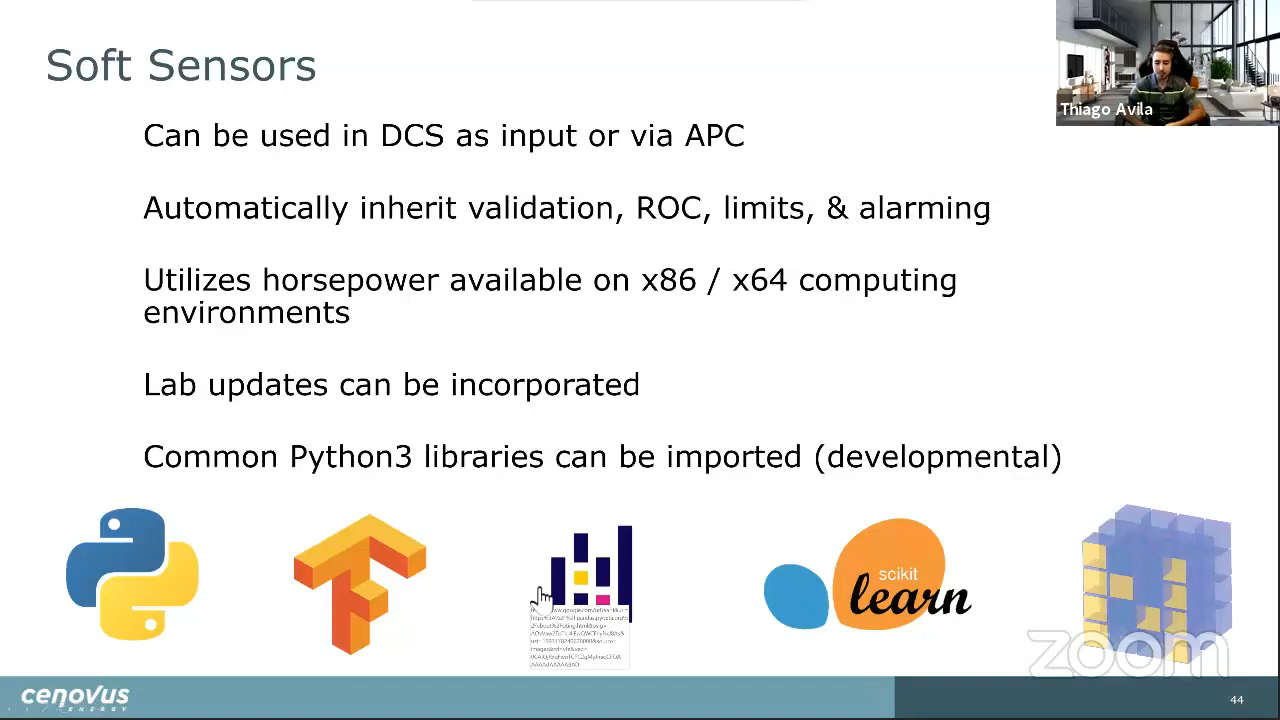 Soft Sensors
Thiago Avila
Can be used in DCS as input or via APC
Automatically inherit validation, ROC, limits, & alarming
Utilizes horsepower available on x86 / x64 computing
environments
Lab updates can be incorporated
Common Python3 libraries can be imported (developmental)
scikit
learn
zoom
cenovus
ENERGY
44